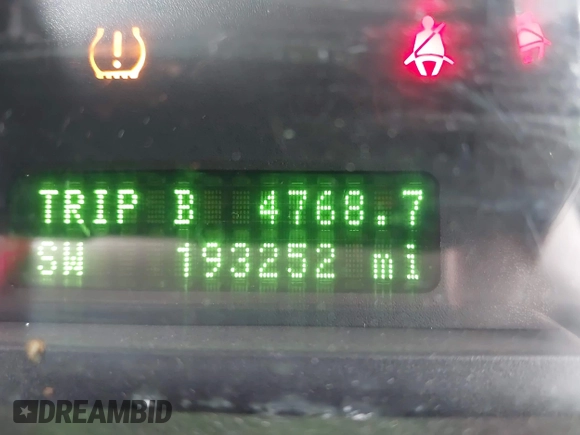 TRIP B 4768.7
SW 193252 mi
DREAMBID